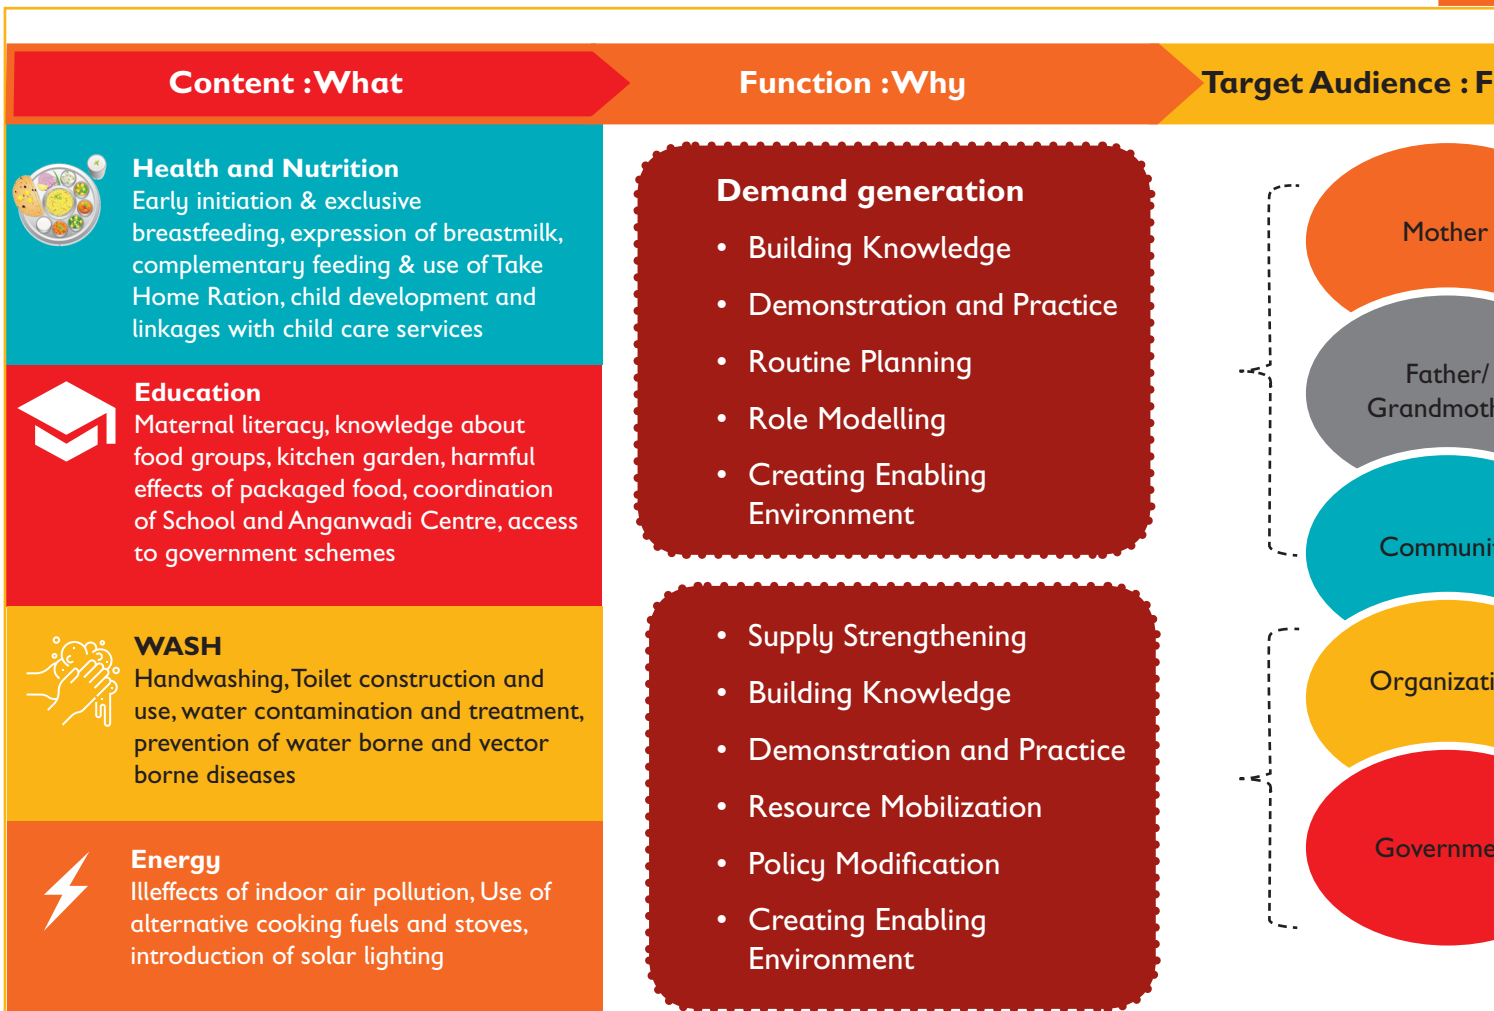 Content : What
Function : Why
Target Audience :
Health and Nutrition
Early initiation & exclusive
breastfeeding, expression of breastmilk,
complementary feeding & use of Take
Home Ration, child development and
linkages with child care services
Education
Maternal literacy, knowledge about
food groups, kitchen garden, harmful
effects of packaged food, coordination
of School and Anganwadi Centre, access
to government schemes
WASH
Handwashing, Toilet construction and
use, water contamination and treatment,
prevention of water borne and vector
borne diseases
Energy
Illeffects of indoor air pollution, Use of
alternative cooking fuels and stoves,
introduction of solar lighting
Demand generation
• Building Knowledge
• Demonstration and Practice
• Routine Planning
• Role Modelling
• Creating Enabling
Environment
• Supply Strengthening
• Building Knowledge
• Demonstration and Practice
• Resource Mobilization
• Policy Modification
• Creating Enabling
Environment
Mother
Father/